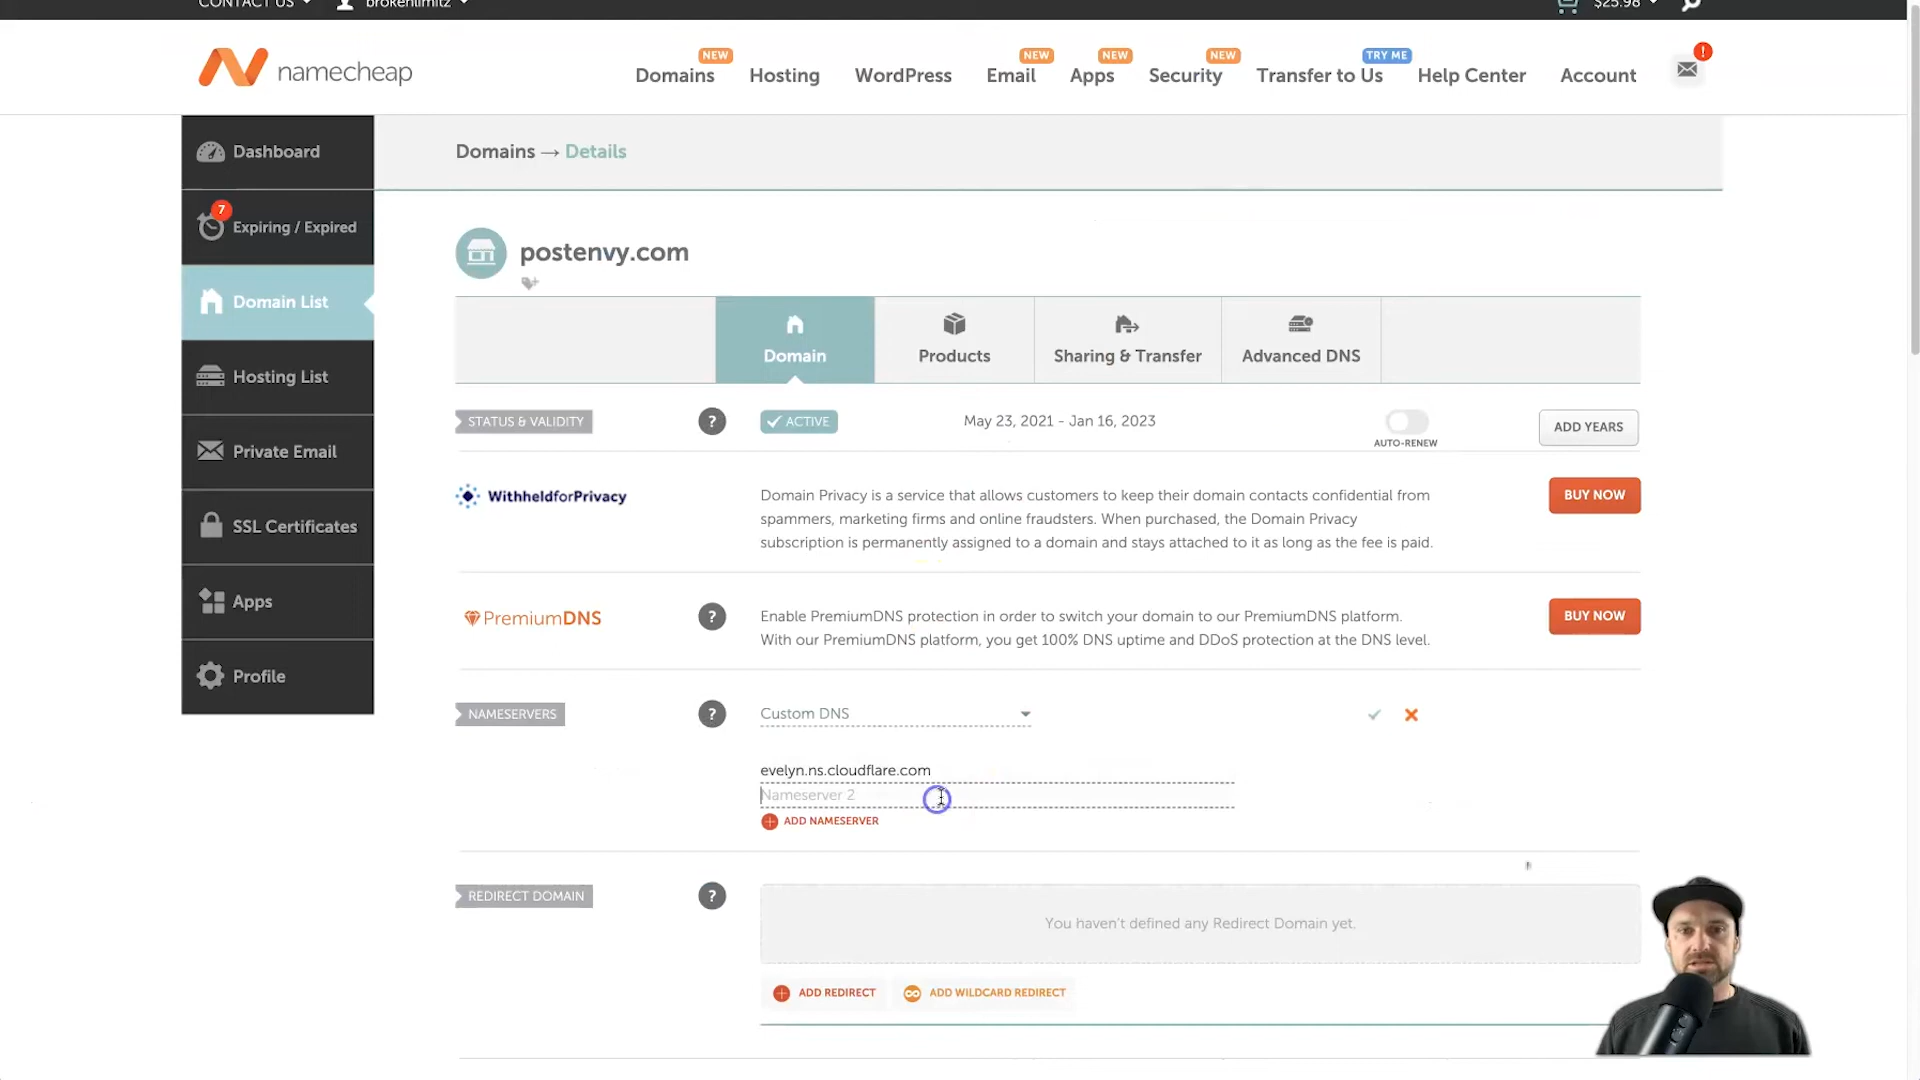 CONTACT US
brokenlimitz
$25.98
namecheap
NEW
NEW
NEW
NEW
TRY ME
Domains
Hosting
WordPress
Email
Apps
Security
Transfer to Us
Help Center
Account
!
Dashboard
7
Expiring / Expired
Domain List
Hosting List
Private Email
SSL Certificates
Apps
Profile
Domains → Details
postenvy.com
Domain
Products
Sharing & Transfer
Advanced DNS
STATUS & VALIDITY
?
ACTIVE
May 23, 2021 - Jan 16, 2023
AUTO-RENEW
ADD YEARS
WithheldforPrivacy
Domain Privacy is a service that allows customers to keep their domain contacts confidential from
spammers, marketing firms and online fraudsters. When purchased, the Domain Privacy
subscription is permanently assigned to a domain and stays attached to it as long as the fee is paid.
BUY NOW
PremiumDNS
?
Enable PremiumDNS protection in order to switch your domain to our PremiumDNS platform.
With our PremiumDNS platform, you get 100% DNS uptime and DDoS protection at the DNS level.
BUY NOW
NAMESERVERS
?
Custom DNS
evelyn.ns.cloudflare.com
Nameserver 2
ADD NAMESERVER
REDIRECT DOMAIN
?
You haven't defined any Redirect Domain yet.
ADD REDIRECT
ADD WILDCARD REDIRECT